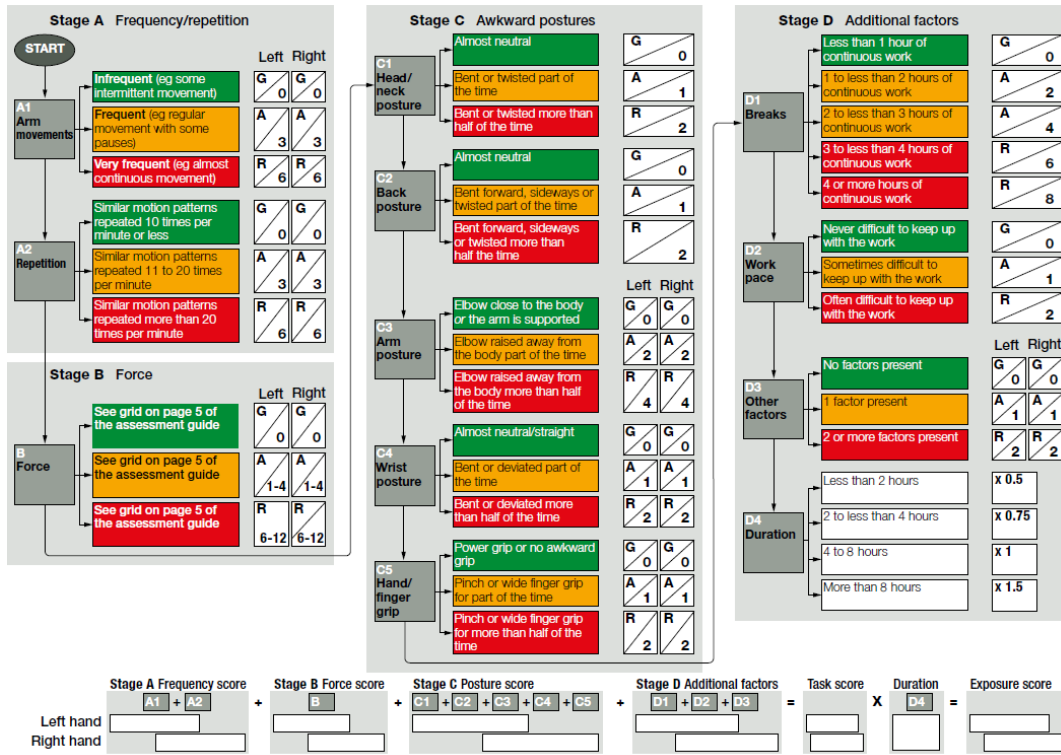 Stage A Frequency/repetition
START
Left Right
A1
Arm
movements
Infrequent (eg some
intermittent movement)
G 0 G 0
Frequent (eg regular
movement with some
pauses)
A 3 A 3
Very frequent (eg almost
continuous movement)
R 6 R 6
A2
Repetition
Similar motion patterns
repeated 10 times per
minute or less
G 0 G 0
Similar motion patterns
repeated 11 to 20 times
per minute
A 3 A 3
Similar motion patterns
repeated more than 20
times per minute
R 6 R 6
Stage B Force
Left Right
B
Force
See grid on page 5 of
the assessment guide
G 0 G 0
See grid on page 5 of
the assessment guide
A 1-4 A 1-4
See grid on page 5 of
the assessment guide
R 6-12 R 6-12
Stage C Awkward postures
C1
Head/
neck
posture
Almost neutral
G 0
Bent or twisted part of
the time
A 1
Bent or twisted more than
half of the time
R 2
C2
Back
posture
Almost neutral
G 0
Bent forward, sideways or
twisted part of the time
A 1
Bent forward, sideways
or twisted more than
half the time
R 2
Left Right
C3
Arm
posture
Elbow close to the body
or the arm is supported
G 0 G 0
Elbow raised away from
the body part of the time
A 2 A 2
Elbow raised away from
the body more than half
of the time
R 4 R 4
C4
Wrist
posture
Almost neutral/straight
G 0 G 0
Bent or deviated part of
the time
A 1 A 1
Bent or deviated more
than half of the time
R 2 R 2
C5
Hand/
finger
grip
Power grip or no awkward
grip
G 0 G 0
Pinch or wide finger grip
for part of the time
A 1 A 1
Pinch or wide finger grip
for more than half of the
time
R 2 R 2
Stage D Additional factors
D1
Breaks
Less than 1 hour of
continuous work
G 0
1 to less than 2 hours of
continuous work
A 2
2 to less than 3 hours of
continuous work
A 4
3 to less than 4 hours of
continuous work
R 6
4 or more hours of
continuous work
R 8
D2
Work
pace
Never difficult to keep up
with the work
G 0
Sometimes difficult to
keep up with the work
A 1
Often difficult to keep up
with the work
R 2
Left Right
D3
Other
factors
No factors present
G 0 G 0
1 factor present
A 1 A 1
2 or more factors present
R 2 R 2
D4
Duration
Less than 2 hours
x 0.5
2 to less than 4 hours
x 0.75
4 to 8 hours
x 1
More than 8 hours
x 1.5
Stage A Frequency score Stage B Force score Stage C Posture score Stage D Additional factors Task score Duration Exposure score
A1 + A2 + B + C1 + C2 + C3 + C4 + C5 + D1 + D2 + D3 = X D4 =
Left hand
Right hand